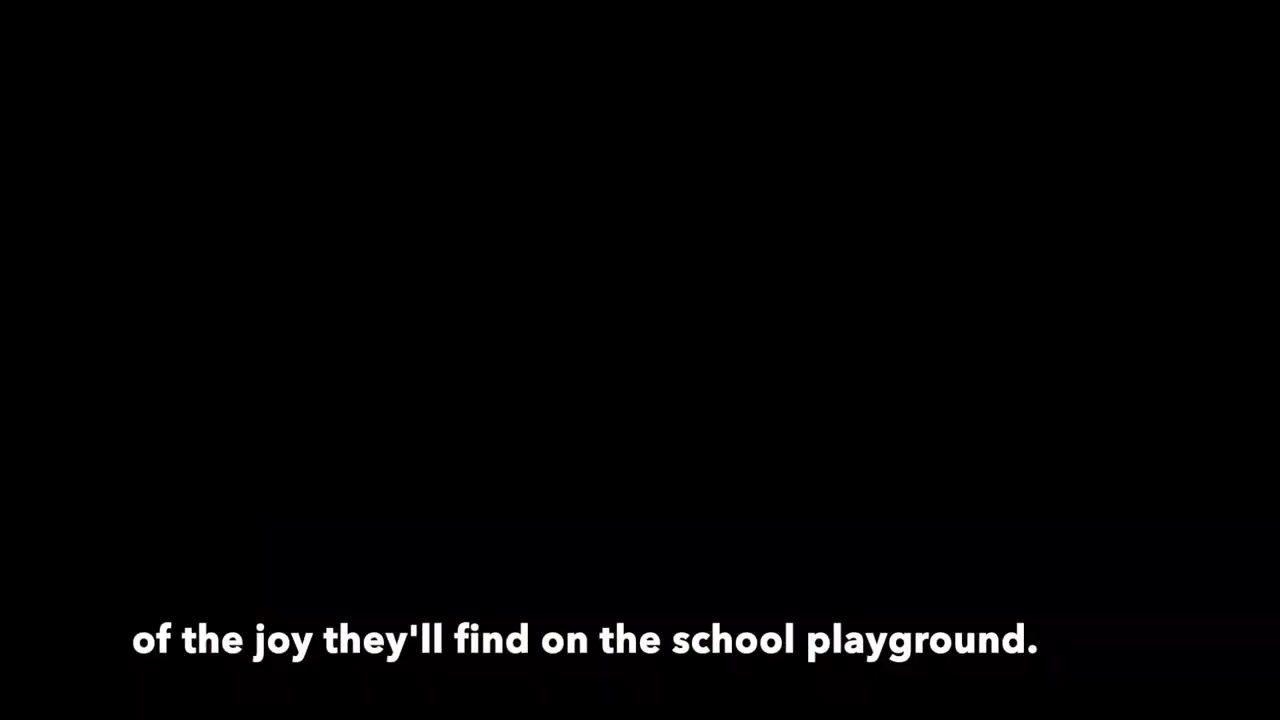 of the joy they'll find on the school playground.